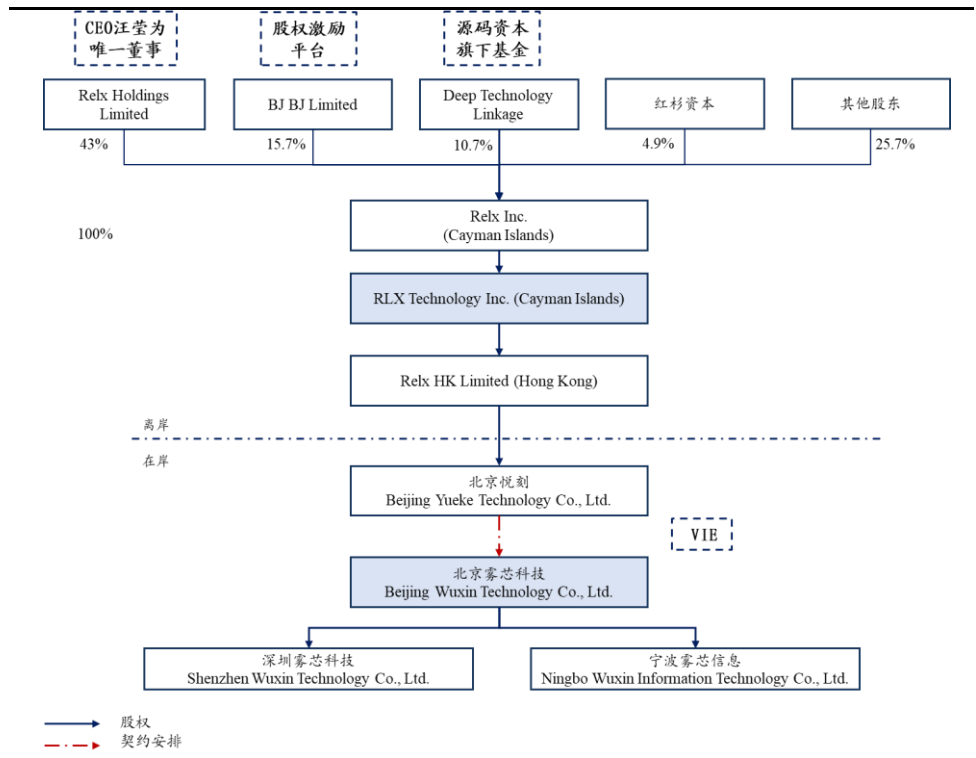 CEO汪莹为
唯一董事
股权激励
平台
源码资本
旗下基金
Relx Holdings
Limited
BJ BJ Limited
Deep Technology
Linkage
红杉资本
其他股东
43%
15.7%
10.7%
4.9%
25.7%
Relx Inc.
(Cayman Islands)
100%
RLX Technology Inc. (Cayman Islands)
Relx HK Limited (Hong Kong)
离岸
在岸
北京悦刻
Beijing Yueke Technology Co., Ltd.
VIE
北京雾芯科技
Beijing Wuxin Technology Co., Ltd.
深圳雾芯科技
Shenzhen Wuxin Technology Co., Ltd.
宁波雾芯信息
Ningbo Wuxin Information Technology Co., Ltd.
股权
契约安排